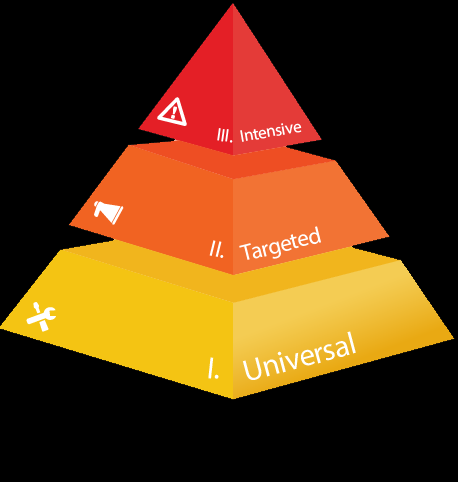 III. Intensive
II. Targeted
I. Universal